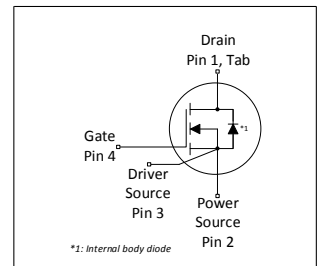 Drain
Pin 1, Tab
*1
Gate
Pin 4
Driver
Source
Pin 3
Power
Source
Pin 2
*1: Internal body diode